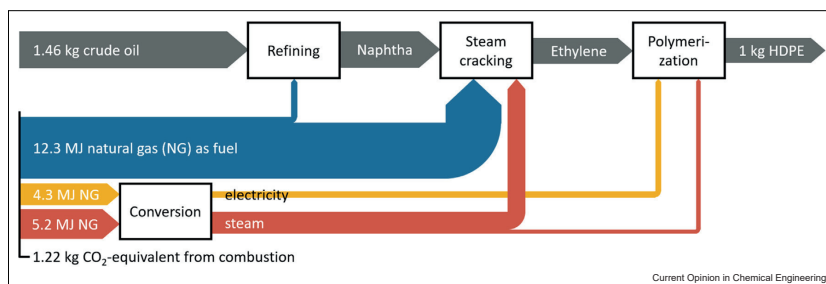 1.46 kg crude oil
Refining
Naphtha
Steam
cracking
Ethylene
Polymeri-
zation
1 kg HDPE
12.3 MJ natural gas (NG) as fuel
4.3 MJ NG
5.2 MJ NG
Conversion
electricity
steam
1.22 kg CO₂-equivalent from combustion
Current Opinion in Chemical Engineering